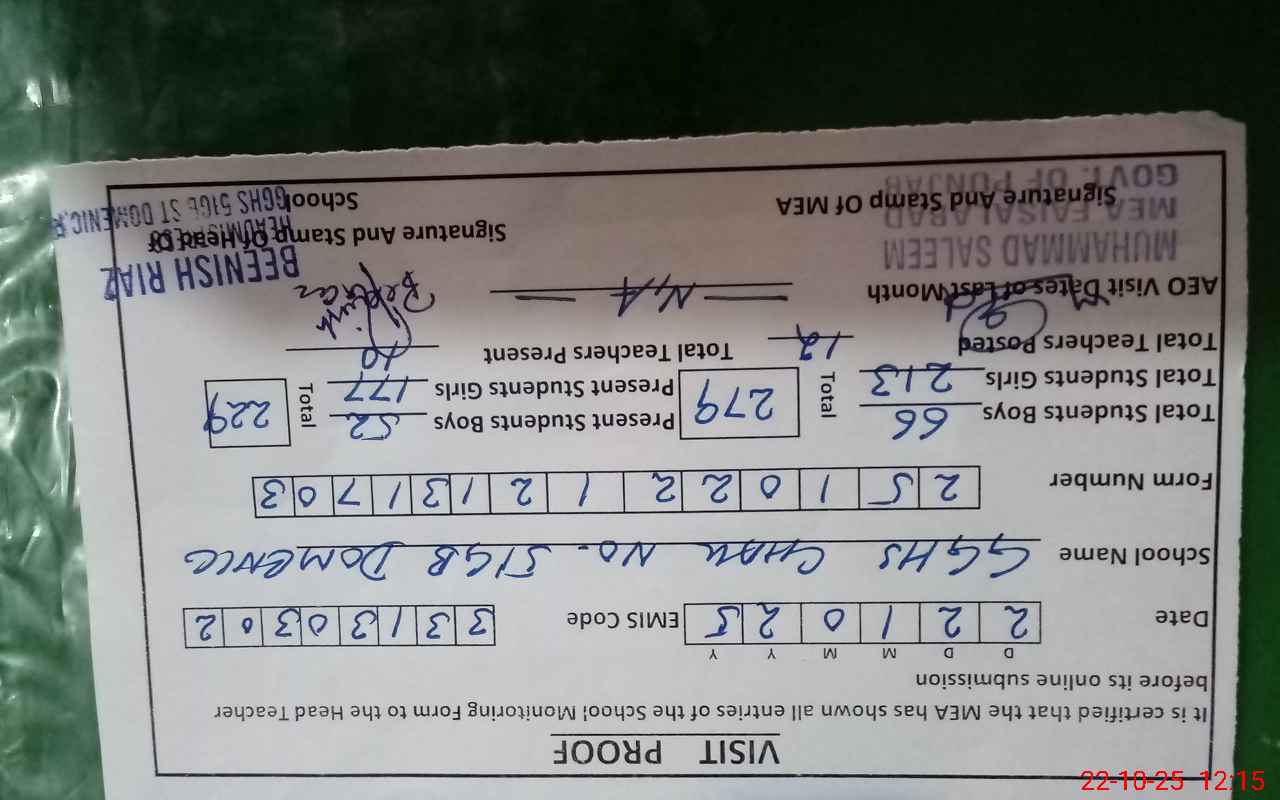 VISIT PROOF
It is certified that the MEA has shown all entries of the School Monitoring Form to the Head Teacher
before its online submission
D D M M Y Y
Date 2 2 1 0 2 5 EMIS Code 3 3 1 3 0 3 0 2
School Name GGHS CHAK NO. 51GB DOMENIC
Form Number 2 5 1 0 2 2 1 2 1 3 1 7 0 3
Total Students Boys 66 Total 279 Present Students Boys 52 Total 229
Total Students Girls 213 Present Students Girls 177
Total Teachers Posted 12 Total Teachers Present 10
AEO Visit Dates of Last Month N,A
MUHAMMAD SALEEM
MEA FAISALABAD
GOVT. OF PUNJAB
Signature And Stamp Of MEA
BEENISH RIAZ
HEADMISTRESS
GGHS 51GB ST DOMENIC,
Signature And Stamp Of Head Of
School
22-10-25 12:15